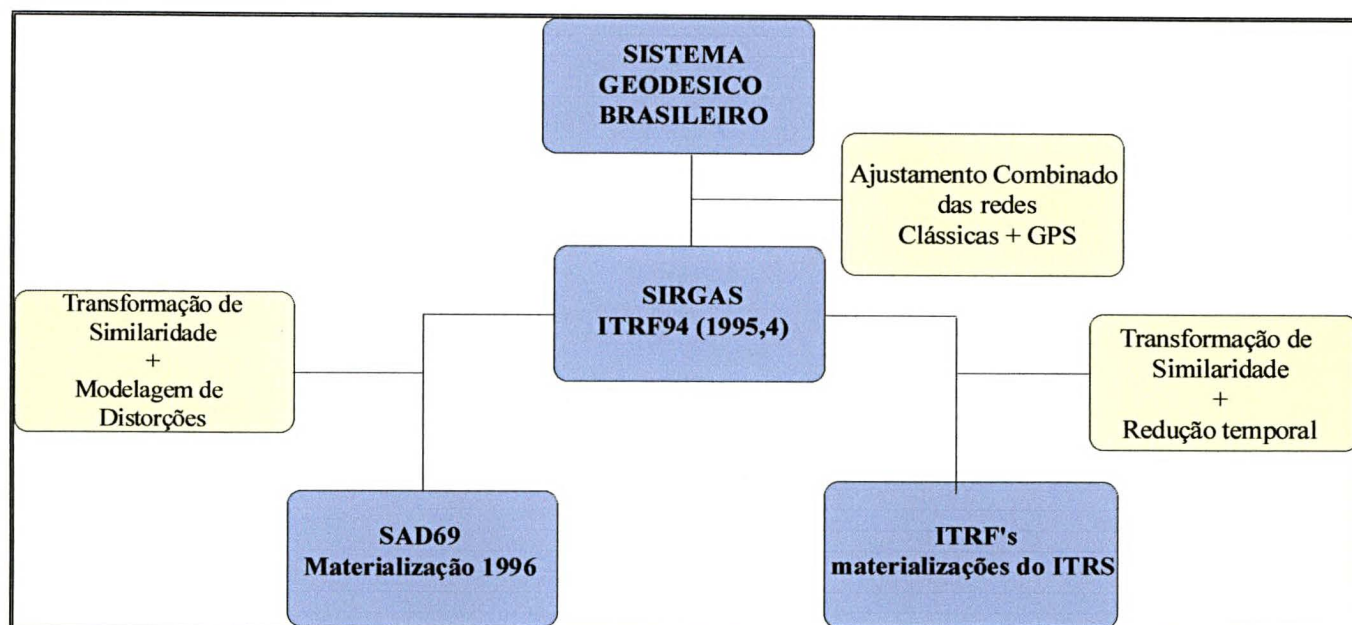 SISTEMA
GEODESICO
BRASILEIRO
Ajustamento Combinado
das redes
Clássicas + GPS
SIRGAS
ITRF94 (1995,4)
Transformação de
Similaridade
+
Modelagem de
Distorções
Transformação de
Similaridade
+
Redução temporal
SAD69
Materialização 1996
ITRF's
materializações do ITRS